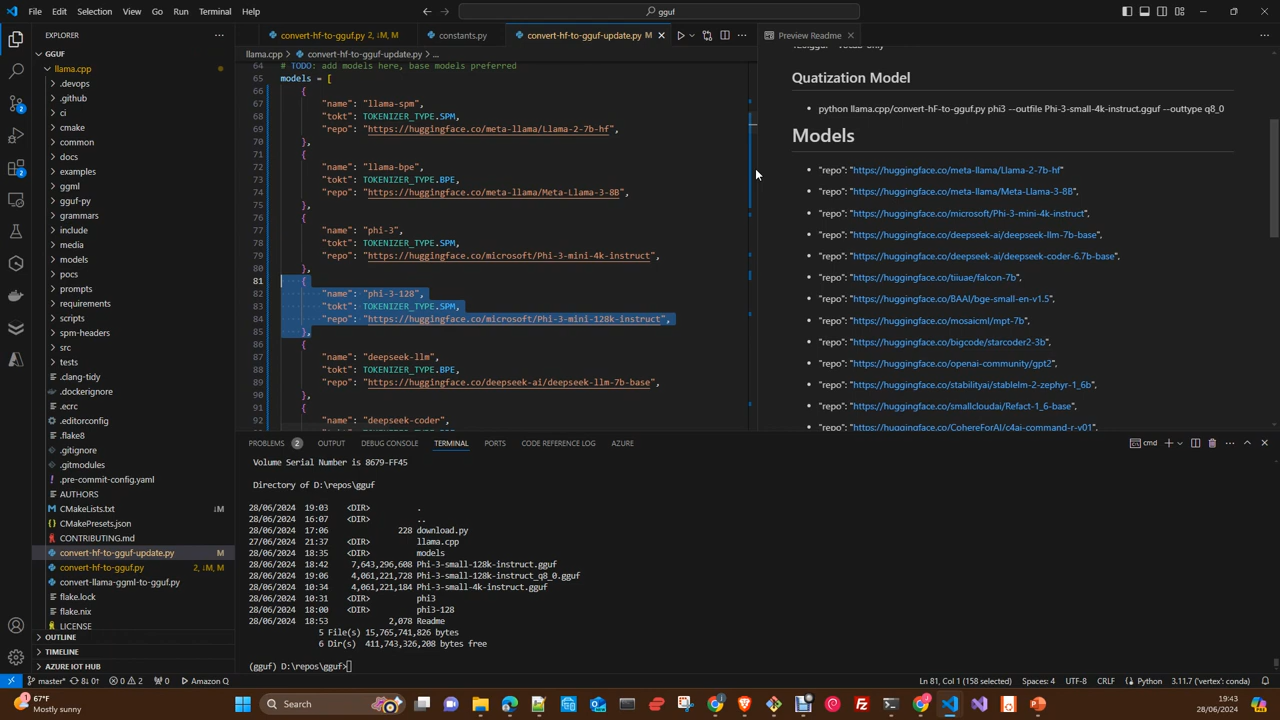 File Edit Selection View Go Run Terminal Help
gguf
EXPLORER
GGUF
llama.cpp
.devops
.github
ci
cmake
common
docs
examples
ggml
gguf-py
grammars
include
media
models
pocs
prompts
requirements
scripts
spm-headers
src
tests
.clang-tidy
.dockerignore
.ecrc
.editorconfig
.flake8
.gitignore
.gitmodules
.pre-commit-config.yaml
AUTHORS
CMakeLists.txt ↓M
CMakePresets.json
CONTRIBUTING.md
convert-hf-to-gguf-update.py M
convert-hf-to-gguf.py 2, ↓M, M
convert-llama-ggml-to-gguf.py
flake.lock
flake.nix
LICENSE
OUTLINE
TIMELINE
AZURE IOT HUB
convert-hf-to-gguf.py 2, ↓M, M
constants.py
convert-hf-to-gguf-update.py M
llama.cpp > convert-hf-to-gguf-update.py > ...
64 # TODO: add models here, base models preferred
65 models = [
66 {
67 "name": "llama-spm",
68 "tokt": TOKENIZER_TYPE.SPM,
69 "repo": "https://huggingface.co/meta-llama/Llama-2-7b-hf",
70 },
71 {
72 "name": "llama-bpe",
73 "tokt": TOKENIZER_TYPE.BPE,
74 "repo": "https://huggingface.co/meta-llama/Meta-Llama-3-8B",
75 },
76 {
77 "name": "phi-3",
78 "tokt": TOKENIZER_TYPE.SPM,
79 "repo": "https://huggingface.co/microsoft/Phi-3-mini-4k-instruct",
80 },
81 {
82 "name": "phi-3-128",
83 "tokt": TOKENIZER_TYPE.SPM,
84 "repo": "https://huggingface.co/microsoft/Phi-3-mini-128k-instruct",
85 },
86 {
87 "name": "deepseek-llm",
88 "tokt": TOKENIZER_TYPE.BPE,
89 "repo": "https://huggingface.co/deepseek-ai/deepseek-llm-7b-base",
90 },
91 {
92 "name": "deepseek-coder",
Preview Readme
Quatization Model
python llama.cpp/convert-hF-to-gguf.py phi3 --outfile Phi-3-small-4k-instruct.gguf --outtype q8_0
Models
"repo": "https://huggingface.co/meta-llama/Llama-2-7b-hf"
"repo": "https://huggingface.co/meta-llama/Meta-Llama-3-8B",
"repo": "https://huggingface.co/microsoft/Phi-3-mini-4k-instruct"
"repo": "https://huggingface.co/deepseek-ai/deepseek-llm-7b-base",
"repo": "https://huggingface.co/deepseek-ai/deepseek-coder-6.7b-base"
"repo": "https://huggingface.co/tiiuae/falcon-7b",
"repo": "https://huggingface.co/BAAI/bge-small-en-v1.5",
"repo": "https://huggingface.co/mosaicml/mpt-7b",
"repo": "https://huggingface.co/bigcode/starcoder2-3b",
"repo": "https://huggingface.co/openai-community/gpt2",
"repo": "https://huggingface.co/stabilityai/stablelm-2-zephyr-1_6b",
"repo": "https://huggingface.co/smallcloudai/Refact-1_6-base",
"repo": "https://huggingface.co/CohereForAI/c4ai-command-r-v01",
PROBLEMS 2 OUTPUT DEBUG CONSOLE TERMINAL PORTS CODE REFERENCE LOG AZURE
cmd
Volume Serial Number is 8679-FF45
Directory of D:\repos\gguf
28/06/2024 19:03 <DIR> .
28/06/2024 16:07 <DIR> ..
28/06/2024 17:06 228 download.py
27/06/2024 21:37 <DIR> llama.cpp
28/06/2024 18:35 <DIR> models
28/06/2024 18:42 7,643,296,608 Phi-3-small-128k-instruct.gguf
28/06/2024 19:06 4,061,221,728 Phi-3-small-128k-instruct_q8_0.gguf
28/06/2024 10:34 4,061,221,184 Phi-3-small-4k-instruct.gguf
28/06/2024 10:31 <DIR> phi3
28/06/2024 18:00 <DIR> phi3-128
28/06/2024 18:53 2,078 Readme
5 File(s) 15,765,741,826 bytes
6 Dir(s) 411,743,326,208 bytes free
(gguf) D:\repos\gguf>
master* 8↓ 0↑ 0 2 0 Amazon Q
Ln 81, Col 1 (158 selected) Spaces: 4 UTF-8 CRLF Python 3.11.7 ('vertex': conda)
67°F
Mostly sunny
Search
19:43
28/06/2024